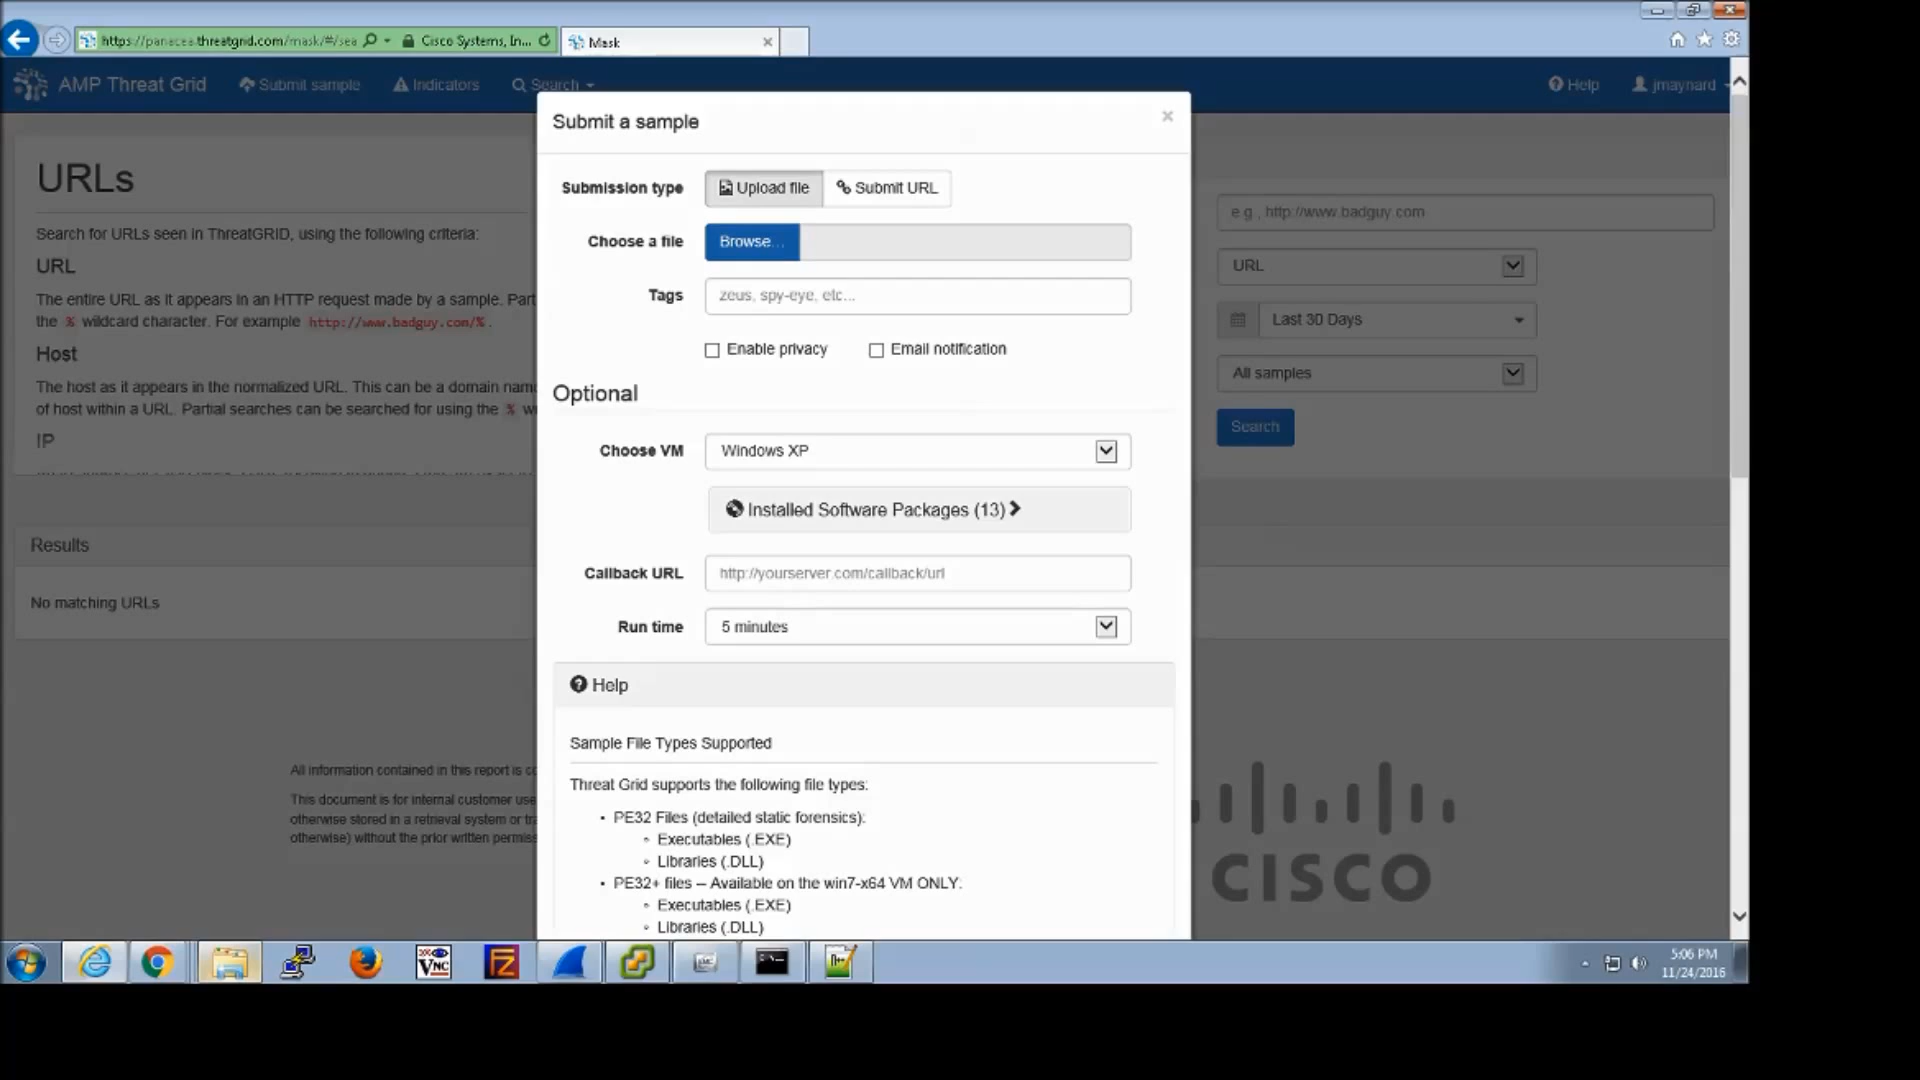 https://panacea.threatgrid.com/mask/#/sea
Cisco Systems, In...
Mask
AMP Threat Grid
Submit sample
Indicators
Search
Help
jmaynard
URLs
Search for URLs seen in ThreatGRID, using the following criteria:
URL
The entire URL as it appears in an HTTP request made by a sample. Part
the % wildcard character. For example http://www.badguy.com/%.
Host
The host as it appears in the normalized URL. This can be a domain name
of host within a URL. Partial searches can be searched for using the % w
IP
Results
No matching URLs
All information contained in this report is co
This document is for internal customer use
otherwise stored in a retrieval system or tr
otherwise) without the prior written permis
Submit a sample
×
Submission type
Upload file
Submit URL
Choose a file
Browse...
Tags
zeus, spy-eye, etc...
Enable privacy
Email notification
Optional
Choose VM
Windows XP
Installed Software Packages (13)
Callback URL
http://yourserver.com/callback/url
Run time
5 minutes
Help
Sample File Types Supported
Threat Grid supports the following file types:
• PE32 Files (detailed static forensics):
◦ Executables (.EXE)
◦ Libraries (.DLL)
• PE32+ files -- Available on the win7-x64 VM ONLY:
◦ Executables (.EXE)
◦ Libraries (.DLL)
e.g., http://www.badguy.com
URL
Last 30 Days
All samples
Search
CISCO
VNC
FZ
5:06 PM
11/24/2016